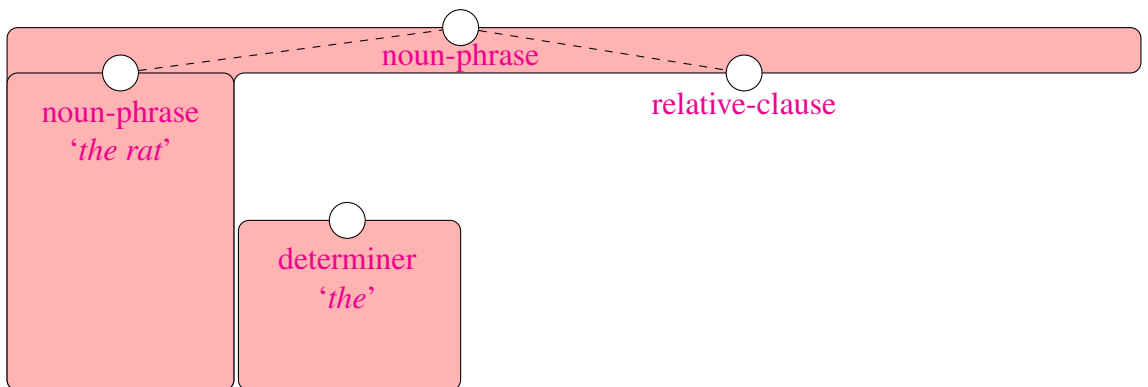 noun-phrase
noun-phrase
‘the rat’
relative-clause
determiner
‘the’